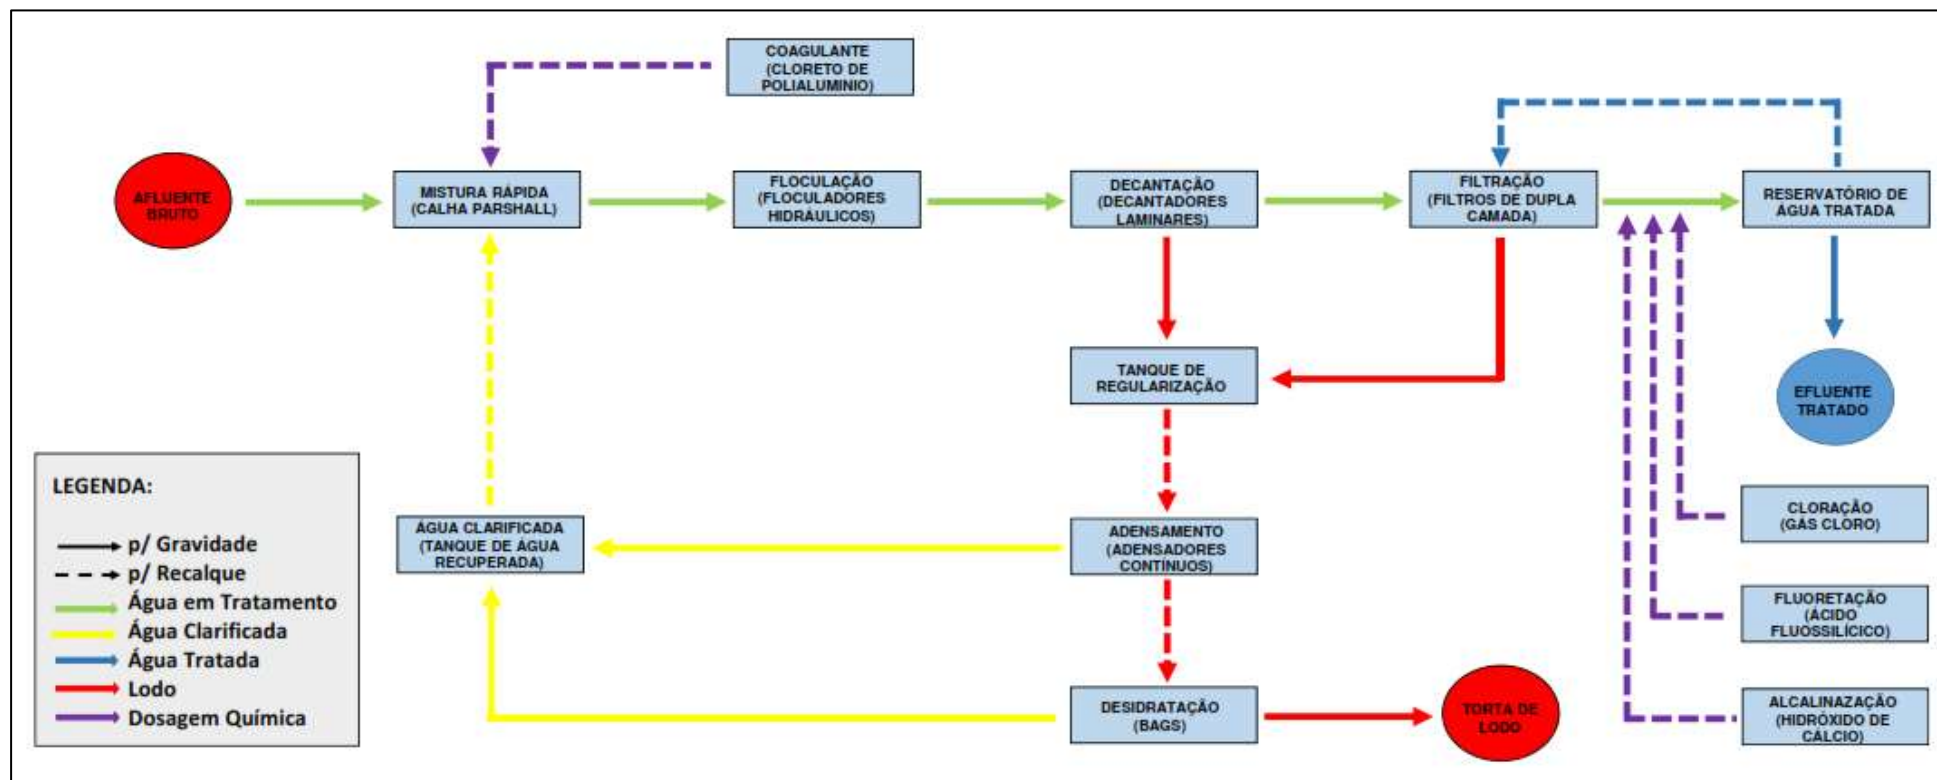 COAGULANTE
(CLORETO DE
POLIALUMINIO)
AFLUENTE
BRUTO
MISTURA RÁPIDA
(CALHA PARSHALL)
FLOCULAÇÃO
(FLOCULADORES
HIDRÁULICOS)
DECANTAÇÃO
(DECANTADORES
LAMINARES)
FILTRAÇÃO
(FILTROS DE DUPLA
CAMADA)
RESERVATÓRIO DE
ÁGUA TRATADA
TANQUE DE
REGULARIZAÇÃO
EFLUENTE
TRATADO
LEGENDA:
p/ Gravidade
p/ Recalque
Água em Tratamento
Água Clarificada
Água Tratada
Lodo
Dosagem Química
ÁGUA CLARIFICADA
(TANQUE DE ÁGUA
RECUPERADA)
ADENSAMENTO
(ADENSADORES
CONTÍNUOS)
CLORAÇÃO
(GÁS CLORO)
FLUORETAÇÃO
(ÁCIDO
FLUOSSILÍCICO)
DESIDRATAÇÃO
(BAGS)
TORTA DE
LODO
ALCALINAZAÇÃO
(HIDRÓXIDO DE
CÁLCIO)